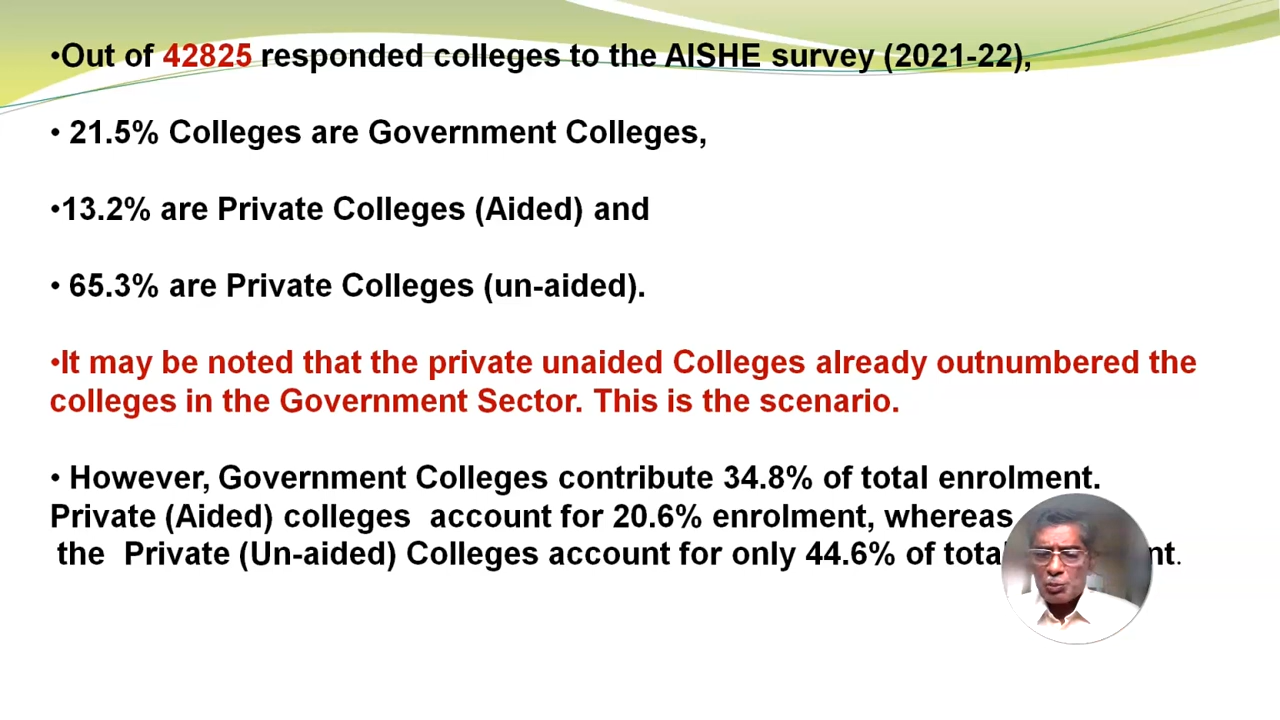 •Out of 42825 responded colleges to the AISHE survey (2021-22),
• 21.5% Colleges are Government Colleges,
•13.2% are Private Colleges (Aided) and
• 65.3% are Private Colleges (un-aided).
•It may be noted that the private unaided Colleges already outnumbered the
colleges in the Government Sector. This is the scenario.
• However, Government Colleges contribute 34.8% of total enrolment.
Private (Aided) colleges account for 20.6% enrolment, whereas
the Private (Un-aided) Colleges account for only 44.6% of